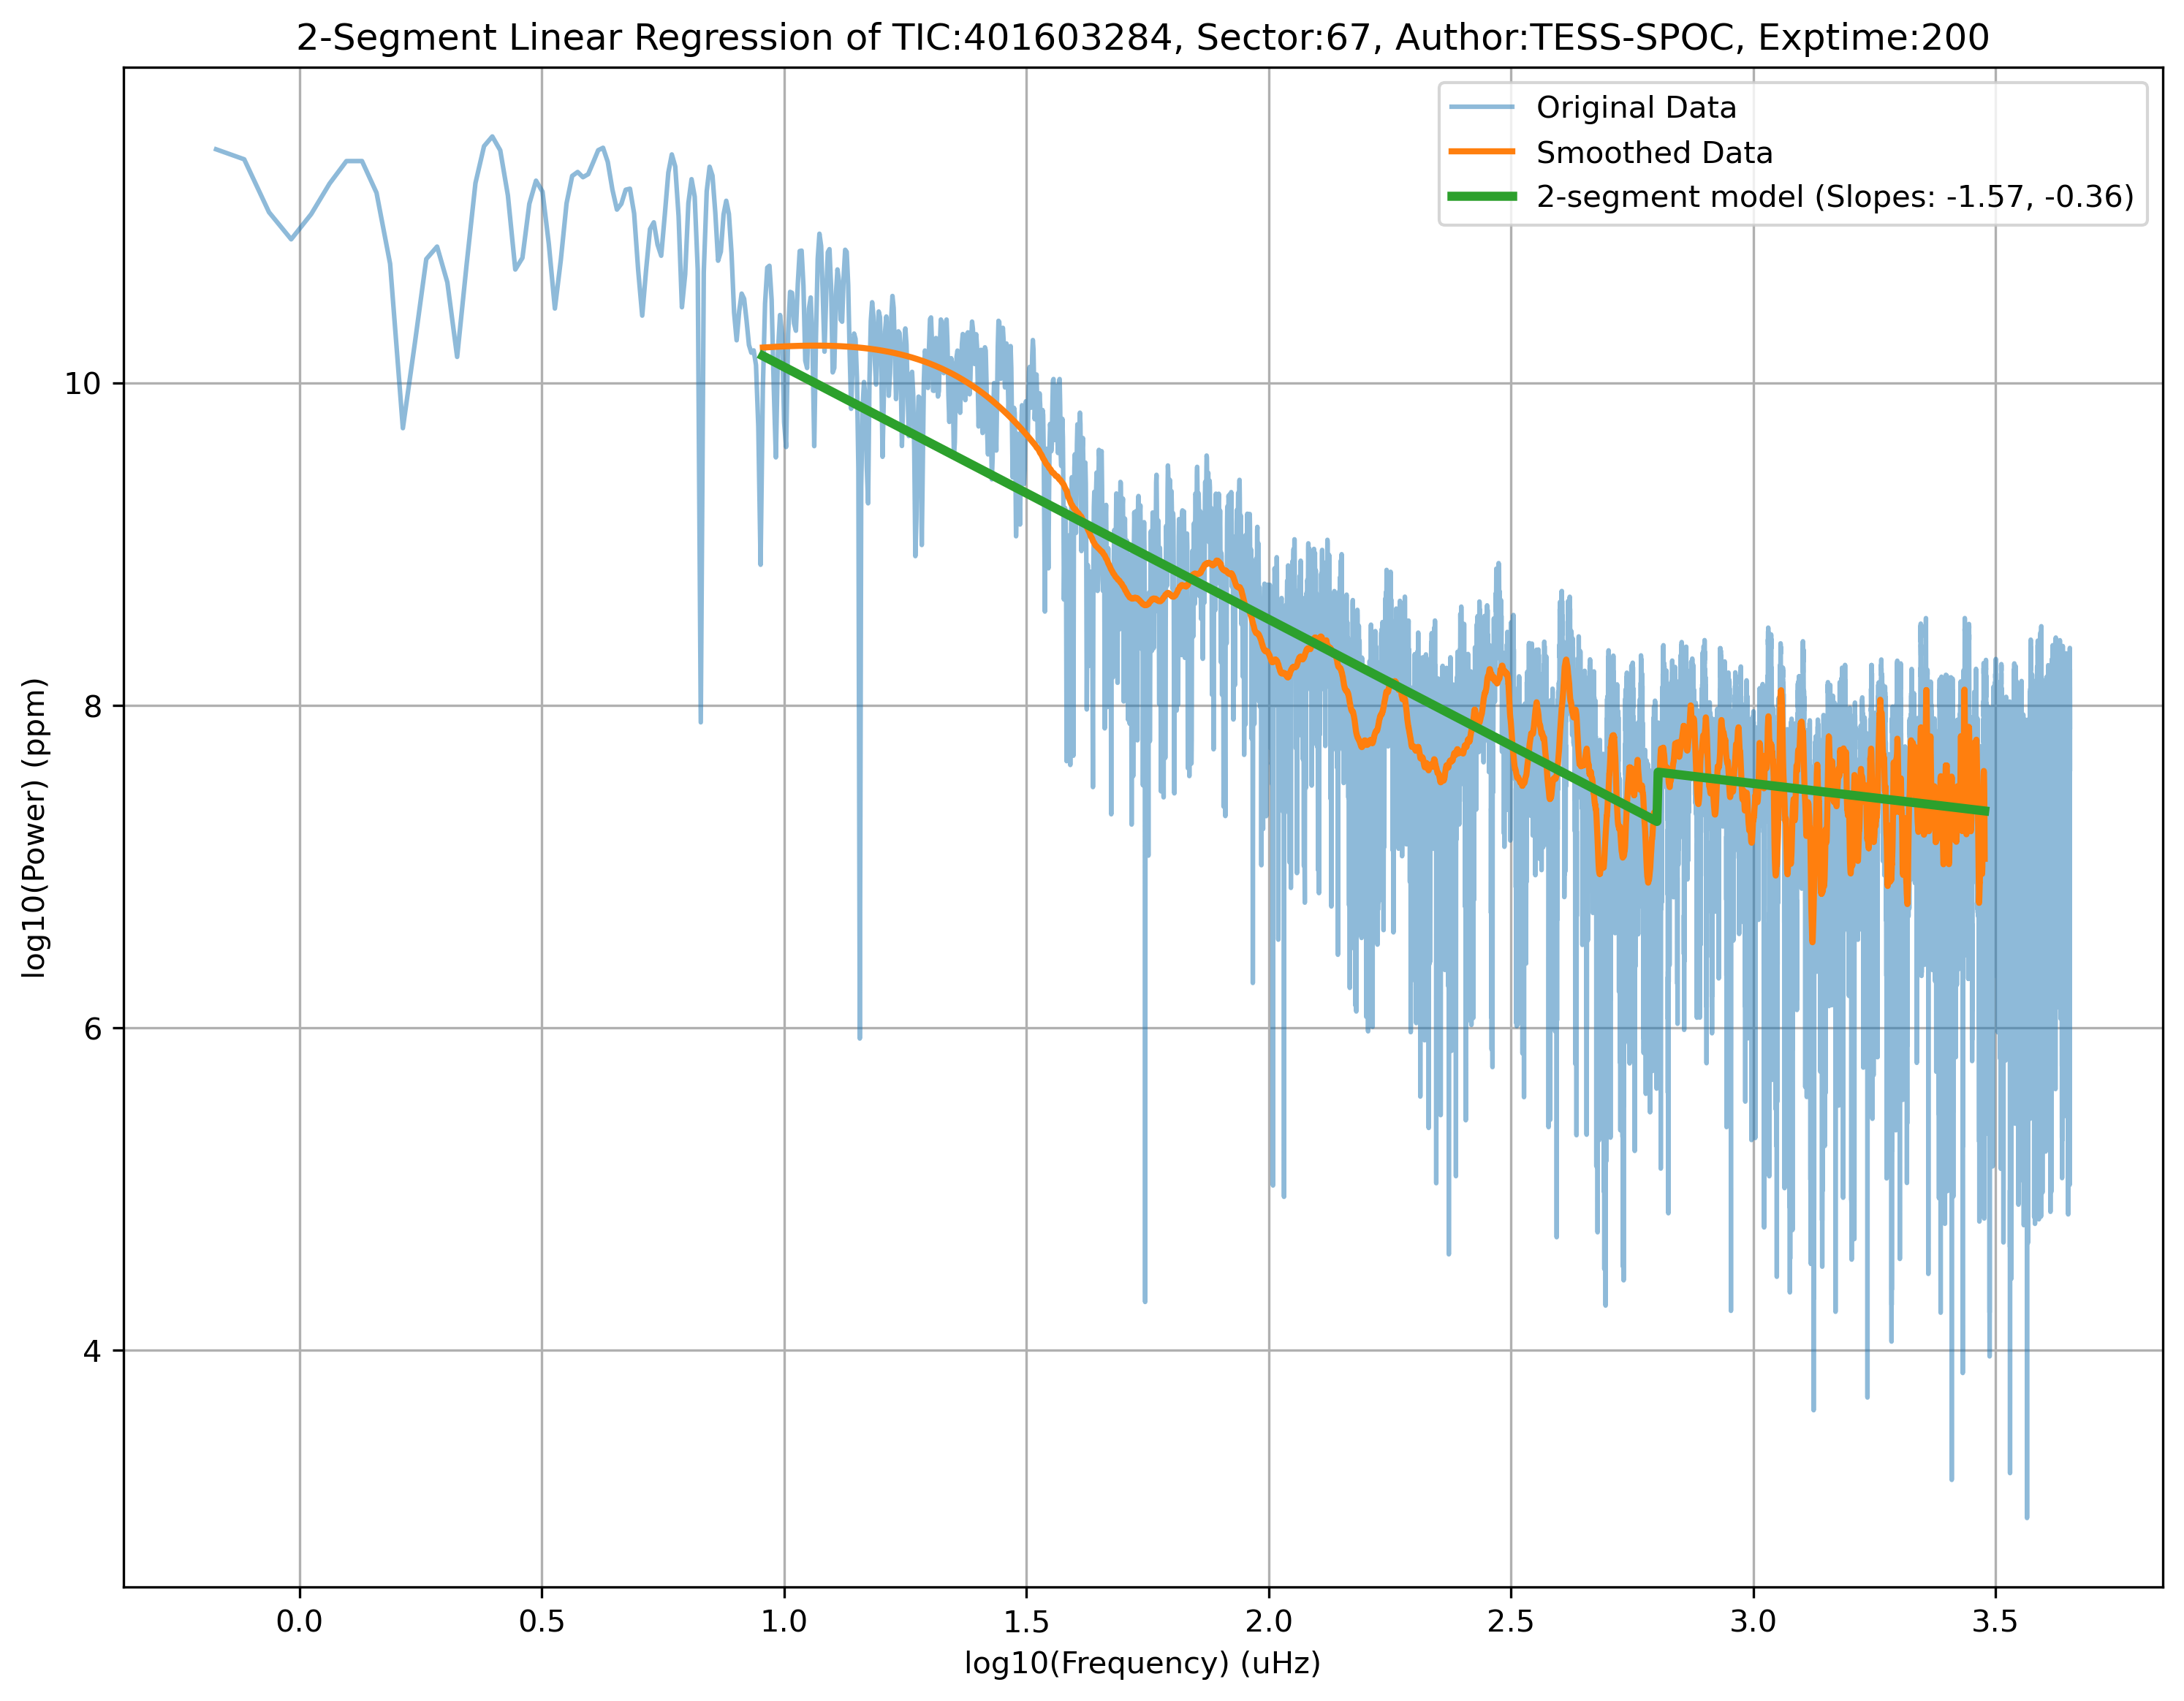 2-Segment Linear Regression of TIC:401603284, Sector:67, Author:TESS-SPOC, Exptime:200
Original Data
Smoothed Data
2-segment model (Slopes: -1.57, -0.36)
log10(Power) (ppm)
10
8
6
4
0.0 0.5 1.0 1.5 2.0 2.5 3.0 3.5
log10(Frequency) (uHz)